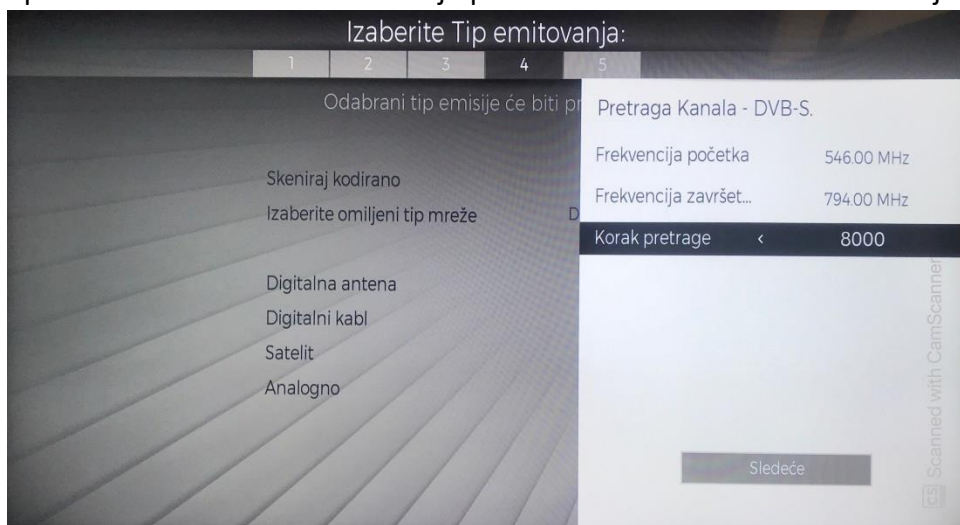 Izaberite Tip emitovanja:
1 2 3 4 5
Odabrani tip emisije će biti pr
Skeniraj kodirano
Izaberite omiljeni tip mreže D
Digitalna antena
Digitalni kabl
Satelit
Analogno
Pretraga Kanala - DVB-S.
Frekvencija početka 546.00 MHz
Frekvencija završet... 794.00 MHz
Korak pretrage < 8000
Sledeće
CS Scanned with CamScanner